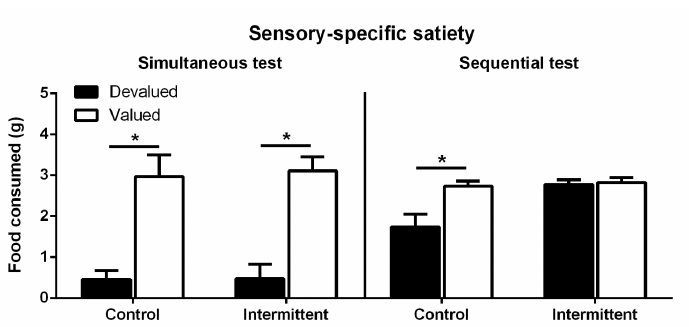 Sensory-specific satiety
Simultaneous test
Sequential test
Devalued
Valued
Food consumed (g)
5
4
3
2
1
0
*
*
*
Control
Intermittent
Control
Intermittent